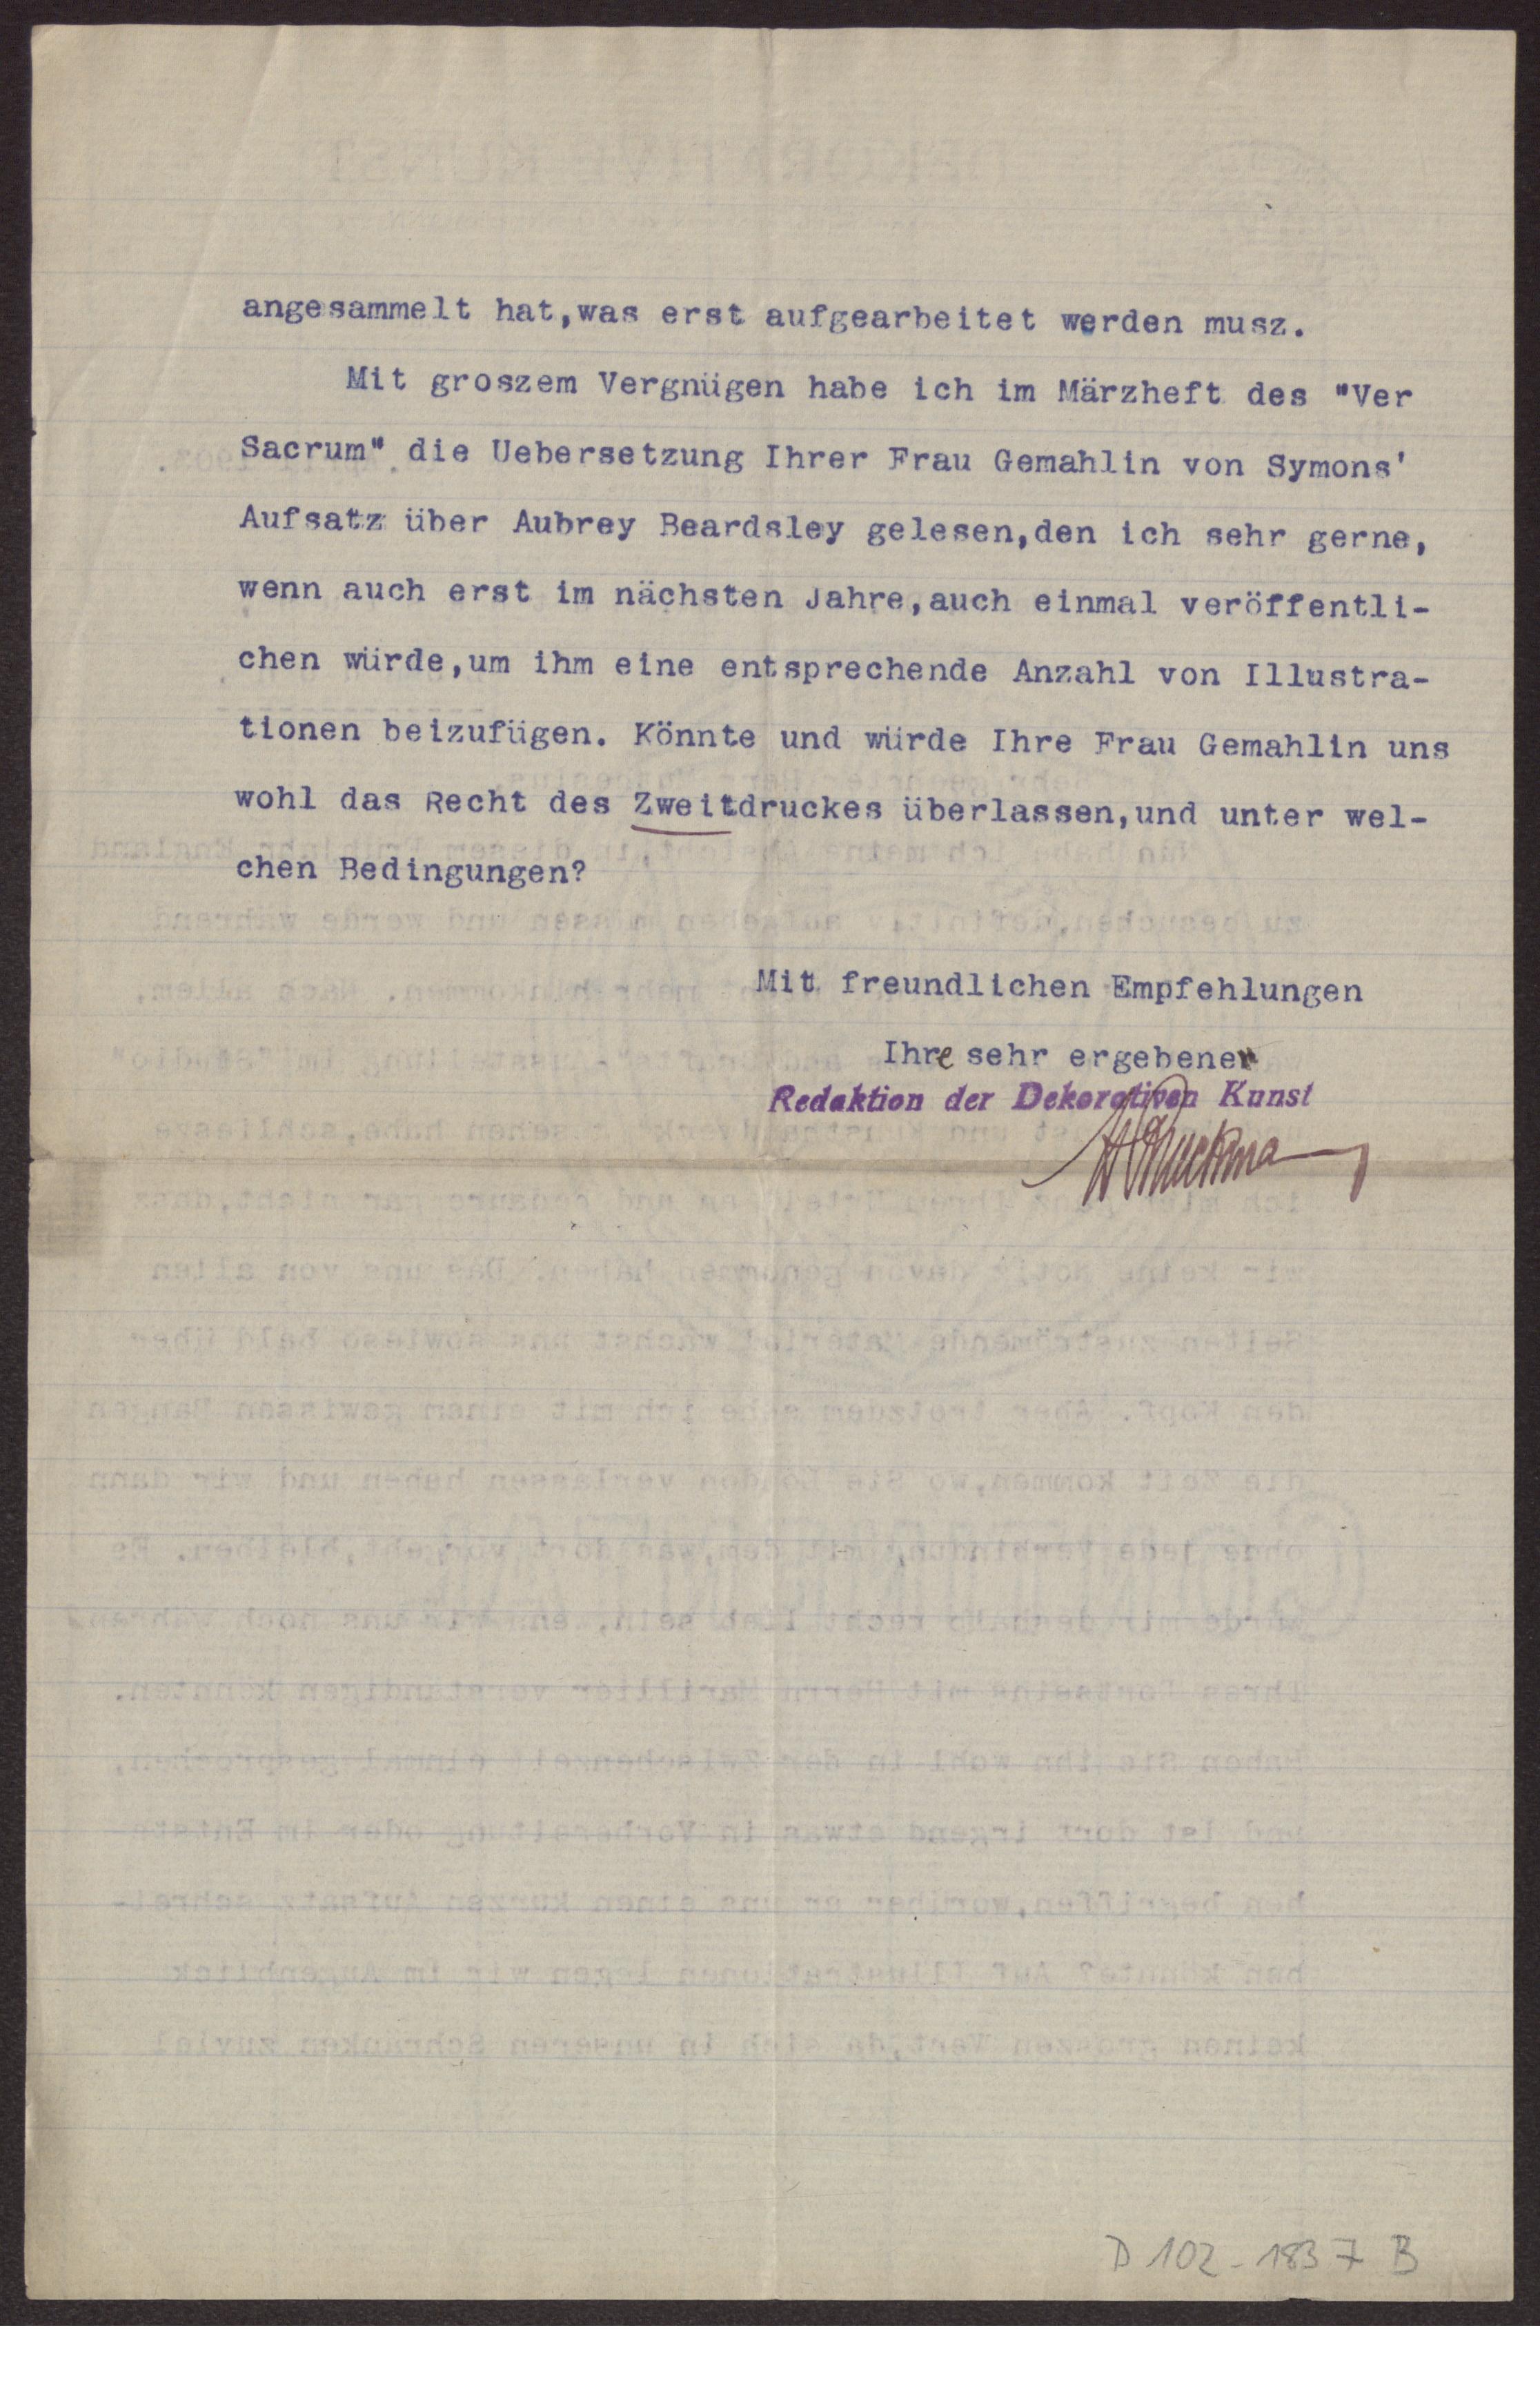 angesammelt hat,was erst aufgearbeitet werden musz.
Mit groszem Vergnügen habe ich im Märzheft des "Ver
Sacrum" die Uebersetzung Ihrer Frau Gemahlin von Symons'
Aufsatz über Aubrey Beardsley gelesen,den ich sehr gerne,
wenn auch erst im nächsten Jahre,auch einmal veröffentli-
chen würde,um ihm eine entsprechende Anzahl von Illustra-
tionen beizufügen. Könnte und würde Ihre Frau Gemahlin uns
wohl das Recht des Zweitdruckes überlassen,und unter wel-
chen Bedingungen?
Mit freundlichen Empfehlungen
Ihre sehr ergebenen
Redaktion der Dekorativen Kunst
D 102-1837 B